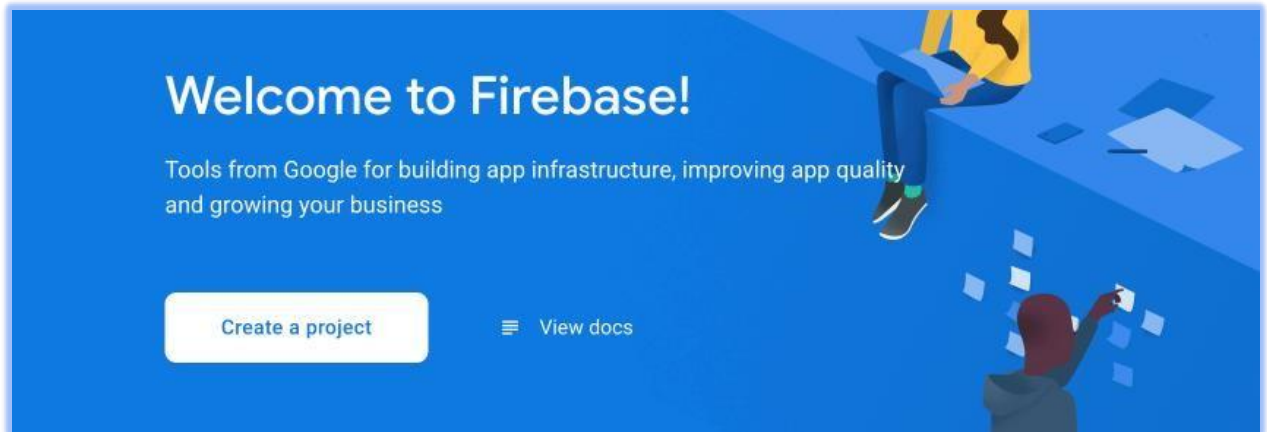 Welcome to Firebase!
Tools from Google for building app infrastructure, improving app quality
and growing your business
Create a project
View docs